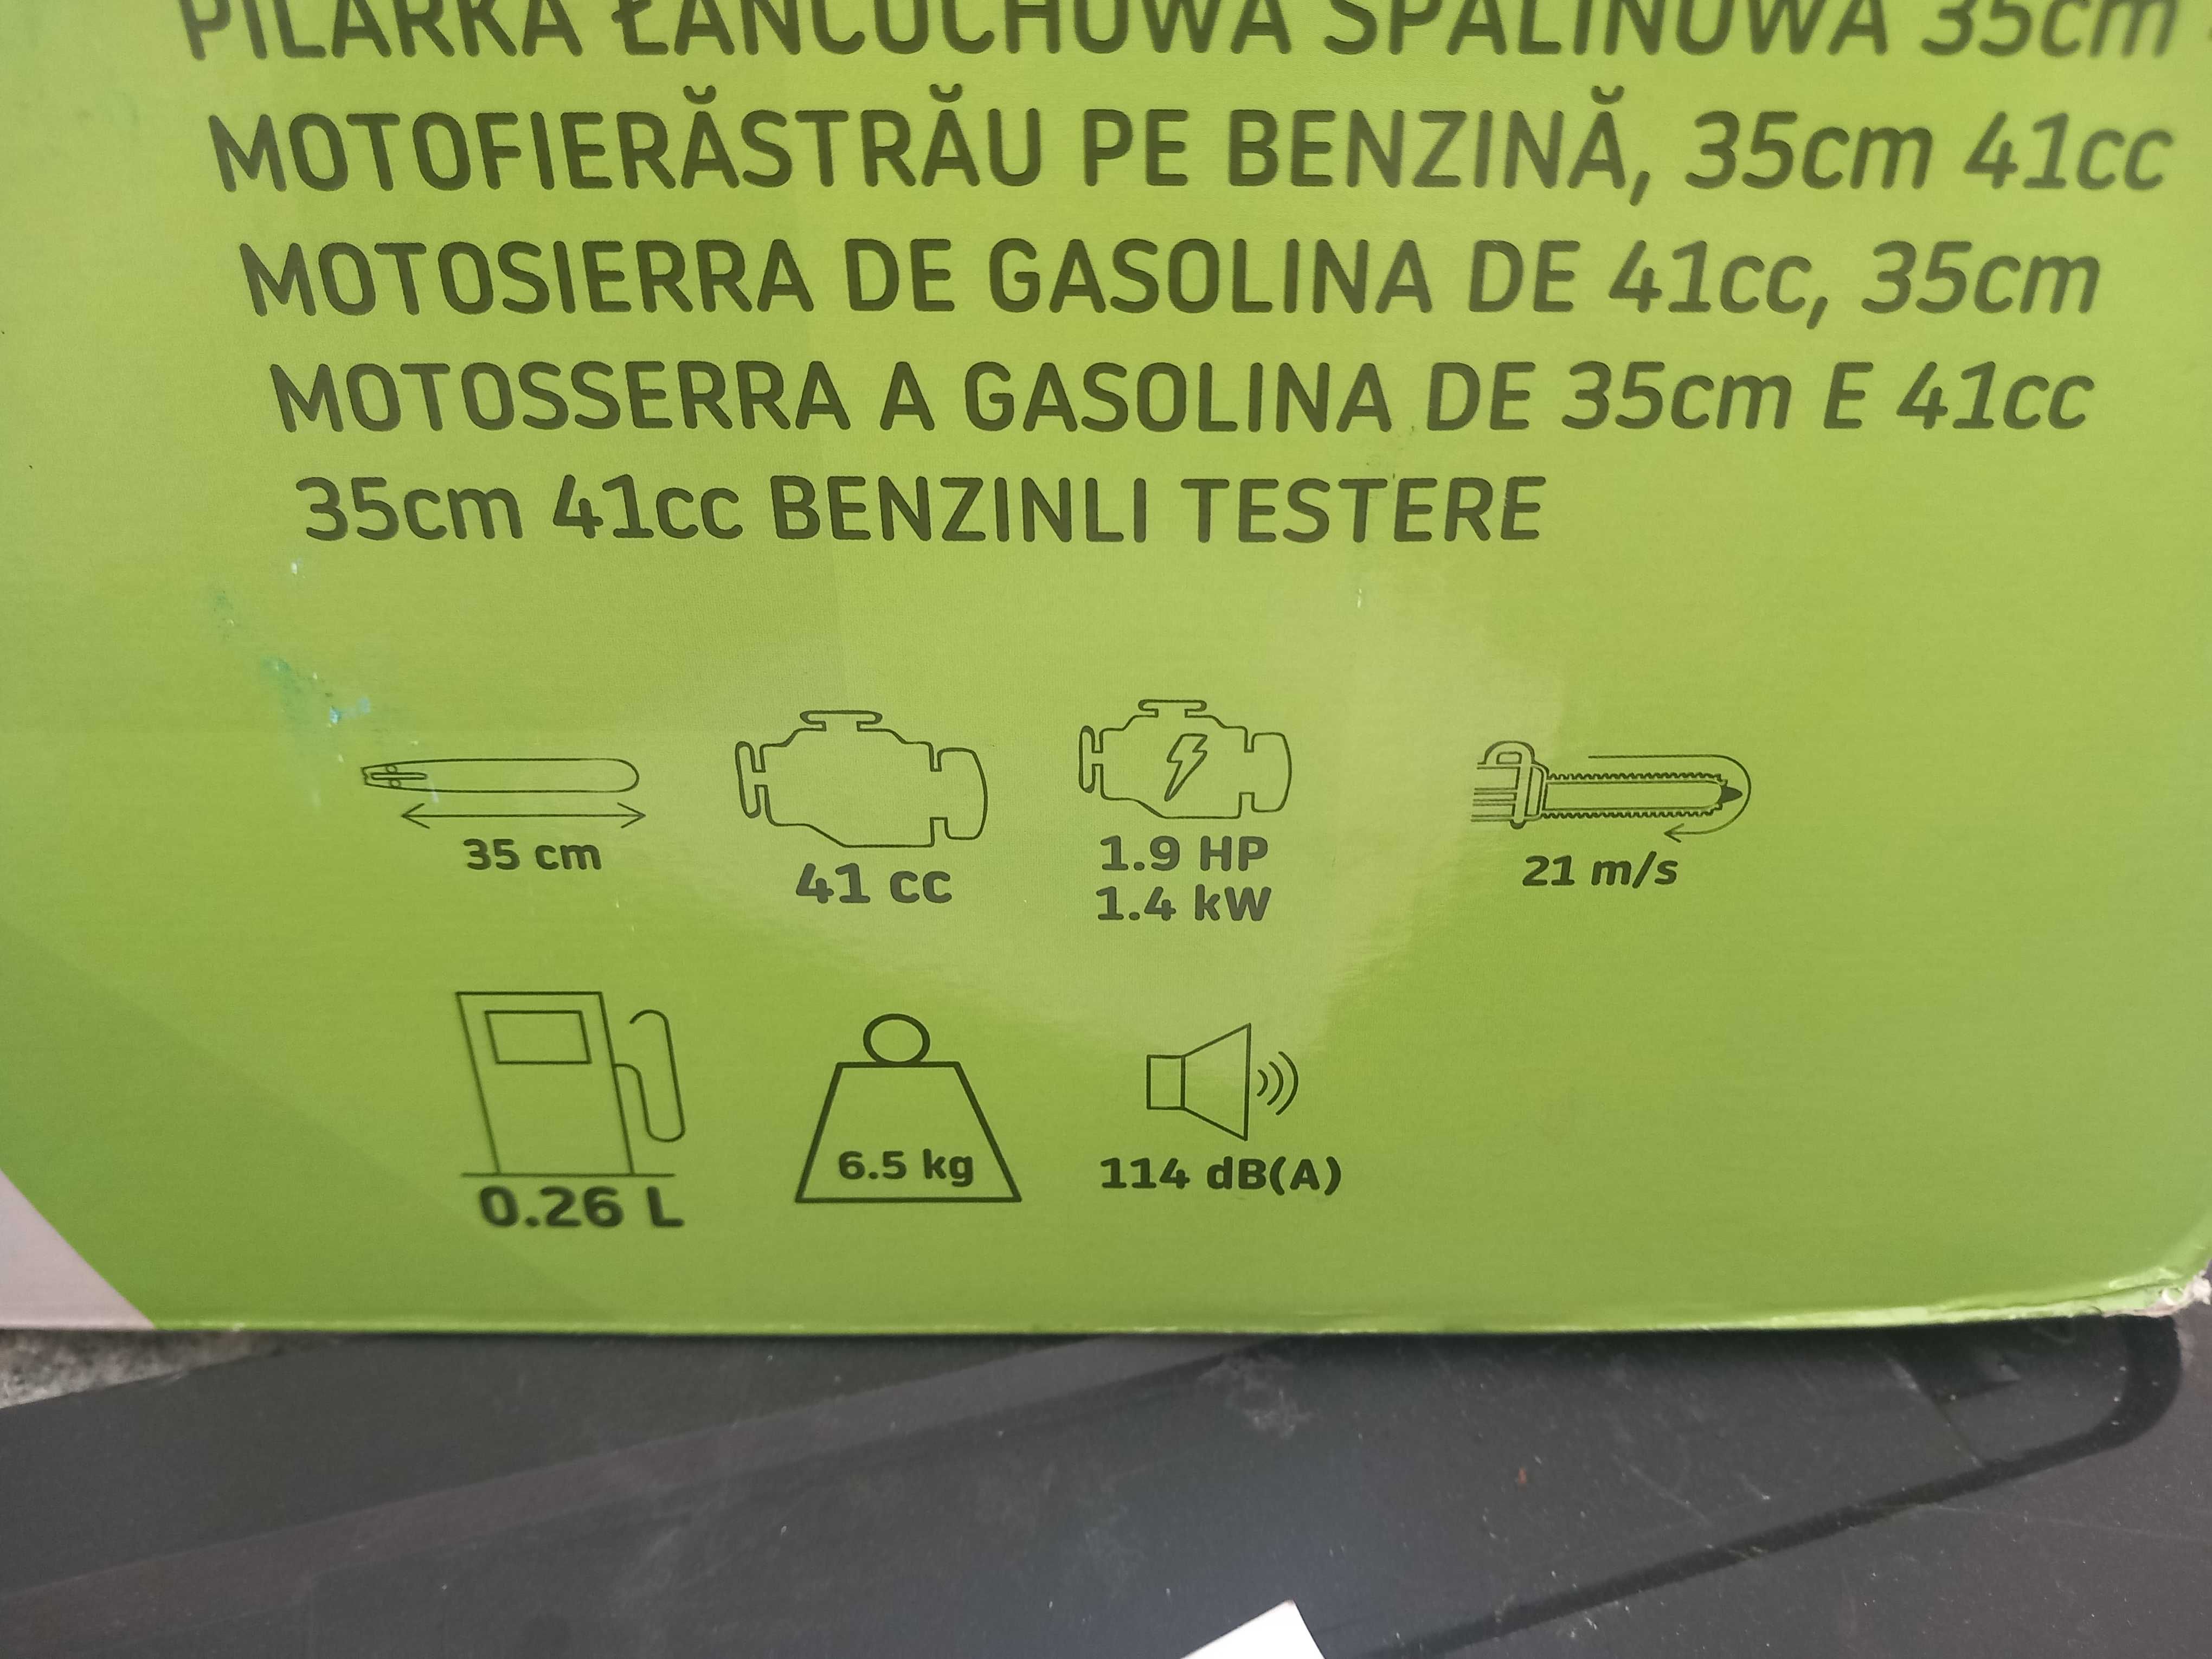 PILARKA ŁAŃCUCHOWA SPALINOWA 35cm
MOTOFIERĂSTRĂU PE BENZINĂ, 35cm 41cc
MOTOSIERRA DE GASOLINA DE 41cc, 35cm
MOTOSSERRA A GASOLINA DE 35cm E 41cc
35cm 41cc BENZINLI TESTERE
35 cm
41 cc
1.9 HP
1.4 kW
21 m/s
0.26 L
6.5 kg
114 dB(A)